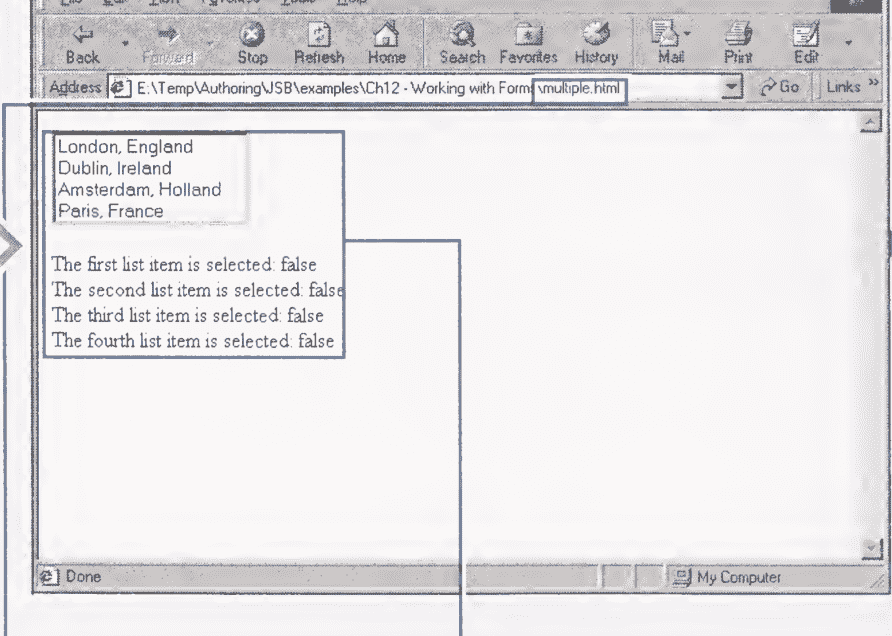 Back Forward Stop Refresh Home Search Favorites History Mail Print Edit
Address E:\Temp\Authoring\JSB\examples\Ch12 - Working with Forms\multiple.html Go Links »
London, England
Dublin, Ireland
Amsterdam, Holland
Paris, France
The first list item is selected: false
The second list item is selected: false
The third list item is selected: false
The fourth list item is selected: false
Done My Computer